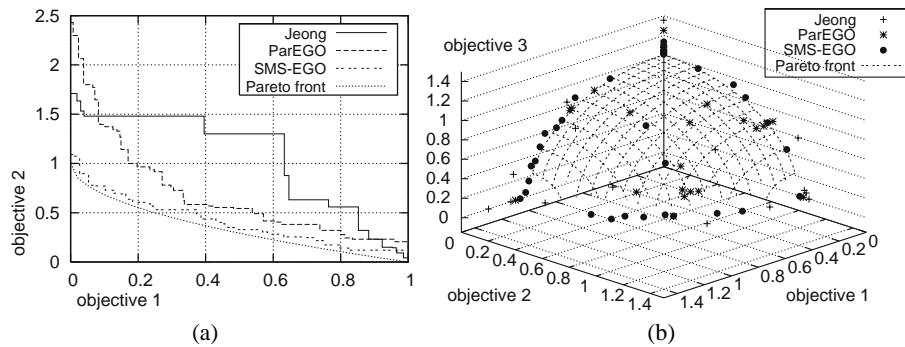 2.5
2
1.5
1
0.5
0
objective 2
0 0.2 0.4 0.6 0.8 1
objective 1
Jeong
ParEGO
SMS-EGO
Pareto front
(a)
objective 3
1.4
1.2
1
0.8
0.6
0.4
0.2
0
0 0.2 0.4 0.6 0.8 1 1.2 1.4
objective 2
1.4 1.2 1 0.8 0.6 0.4 0.2 0
objective 1
Jeong
ParEGO
SMS-EGO
Pareto front
(b)